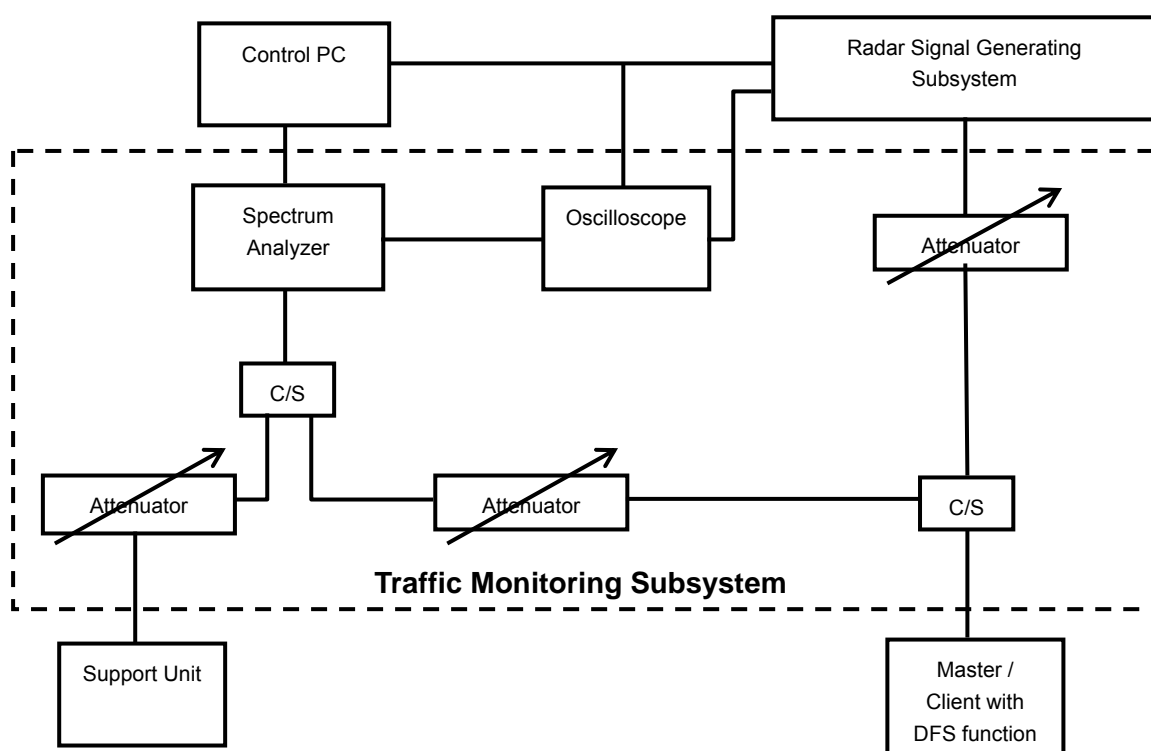 Control PC
Radar Signal Generating
Subsystem
Spectrum
Analyzer
Oscilloscope
Attenuator
C/S
Attenuator
Attenuator
C/S
Traffic Monitoring Subsystem
Support Unit
Master /
Client with
DFS function